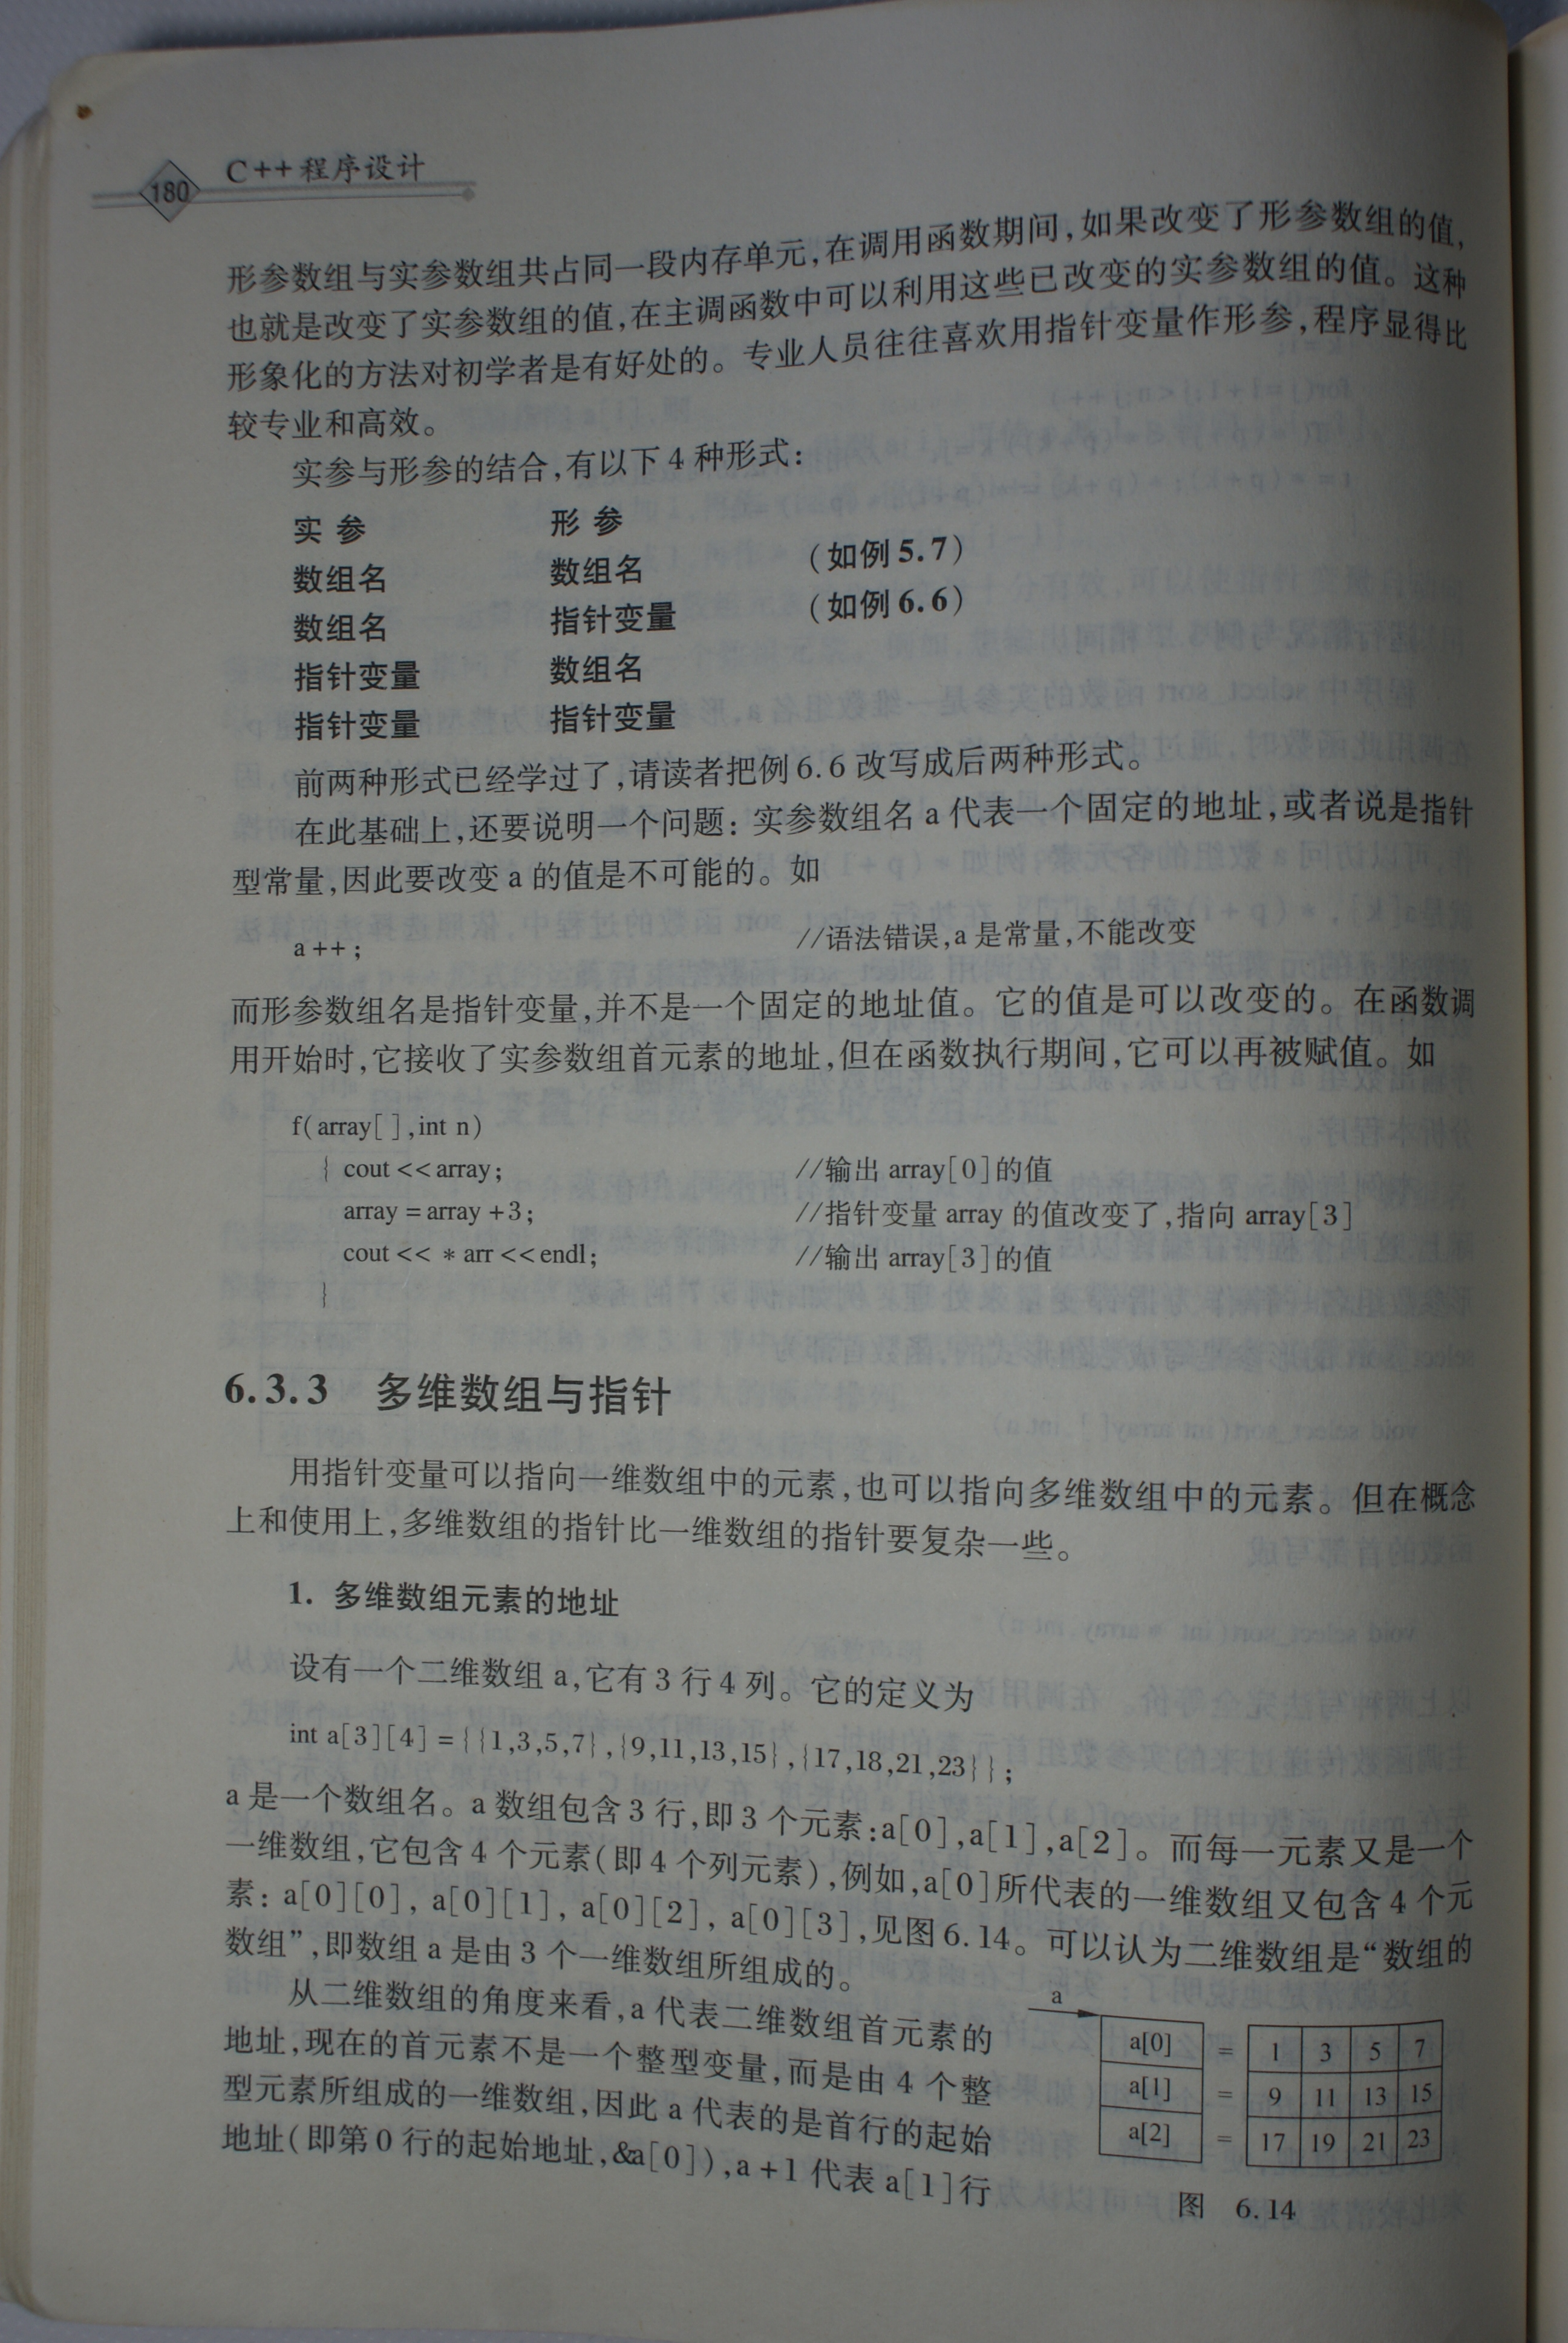 180
C++程序设计
形参数组与实参数组共占同一段内存单元,在调用函数期间,如果改变了形参数组的值,
也就是改变了实参数组的值,在主调函数中可以利用这些已改变的实参数组的值。这种
形象化的方法对初学者是有好处的。专业人员往往喜欢用指针变量作形参,程序显得比
较专业和高效。
实参与形参的结合,有以下4种形式:
实 参 形 参
数组名 数组名 (如例5.7)
数组名 指针变量 (如例6.6)
指针变量 数组名
指针变量 指针变量
前两种形式已经学过了,请读者把例6.6改写成后两种形式。
在此基础上,还要说明一个问题: 实参数组名a代表一个固定的地址,或者说是指针
型常量,因此要改变a的值是不可能的。如
a++; //语法错误,a是常量,不能改变
而形参数组名是指针变量,并不是一个固定的地址值。它的值是可以改变的。在函数调
用开始时,它接收了实参数组首元素的地址,但在函数执行期间,它可以再被赋值。如
f(array[],int n)
{ cout<<array; //输出array[0]的值
array=array+3; //指针变量array的值改变了,指向array[3]
cout<< *arr<<endl; //输出array[3]的值
}
6.3.3 多维数组与指针
用指针变量可以指向一维数组中的元素,也可以指向多维数组中的元素。但在概念
上和使用上,多维数组的指针比一维数组的指针要复杂一些。
1. 多维数组元素的地址
设有一个二维数组a,它有3行4列。它的定义为
int a[3][4]={{1,3,5,7},{9,11,13,15},{17,18,21,23}};
a是一个数组名。a数组包含3行,即3个元素:a[0],a[1],a[2]。而每一元素又是一个
一维数组,它包含4个元素(即4个列元素),例如,a[0]所代表的一维数组又包含4个元
素: a[0][0], a[0][1], a[0][2], a[0][3],见图6.14。可以认为二维数组是“数组的
数组”,即数组a是由3个一维数组所组成的。
从二维数组的角度来看,a代表二维数组首元素的
地址,现在的首元素不是一个整型变量,而是由4个整
型元素所组成的一维数组,因此a代表的是首行的起始
地址(即第0行的起始地址,&a[0]),a+1代表a[1]行
a
a[0] = 1 3 5 7
a[1] = 9 11 13 15
a[2] = 17 19 21 23
图 6.14